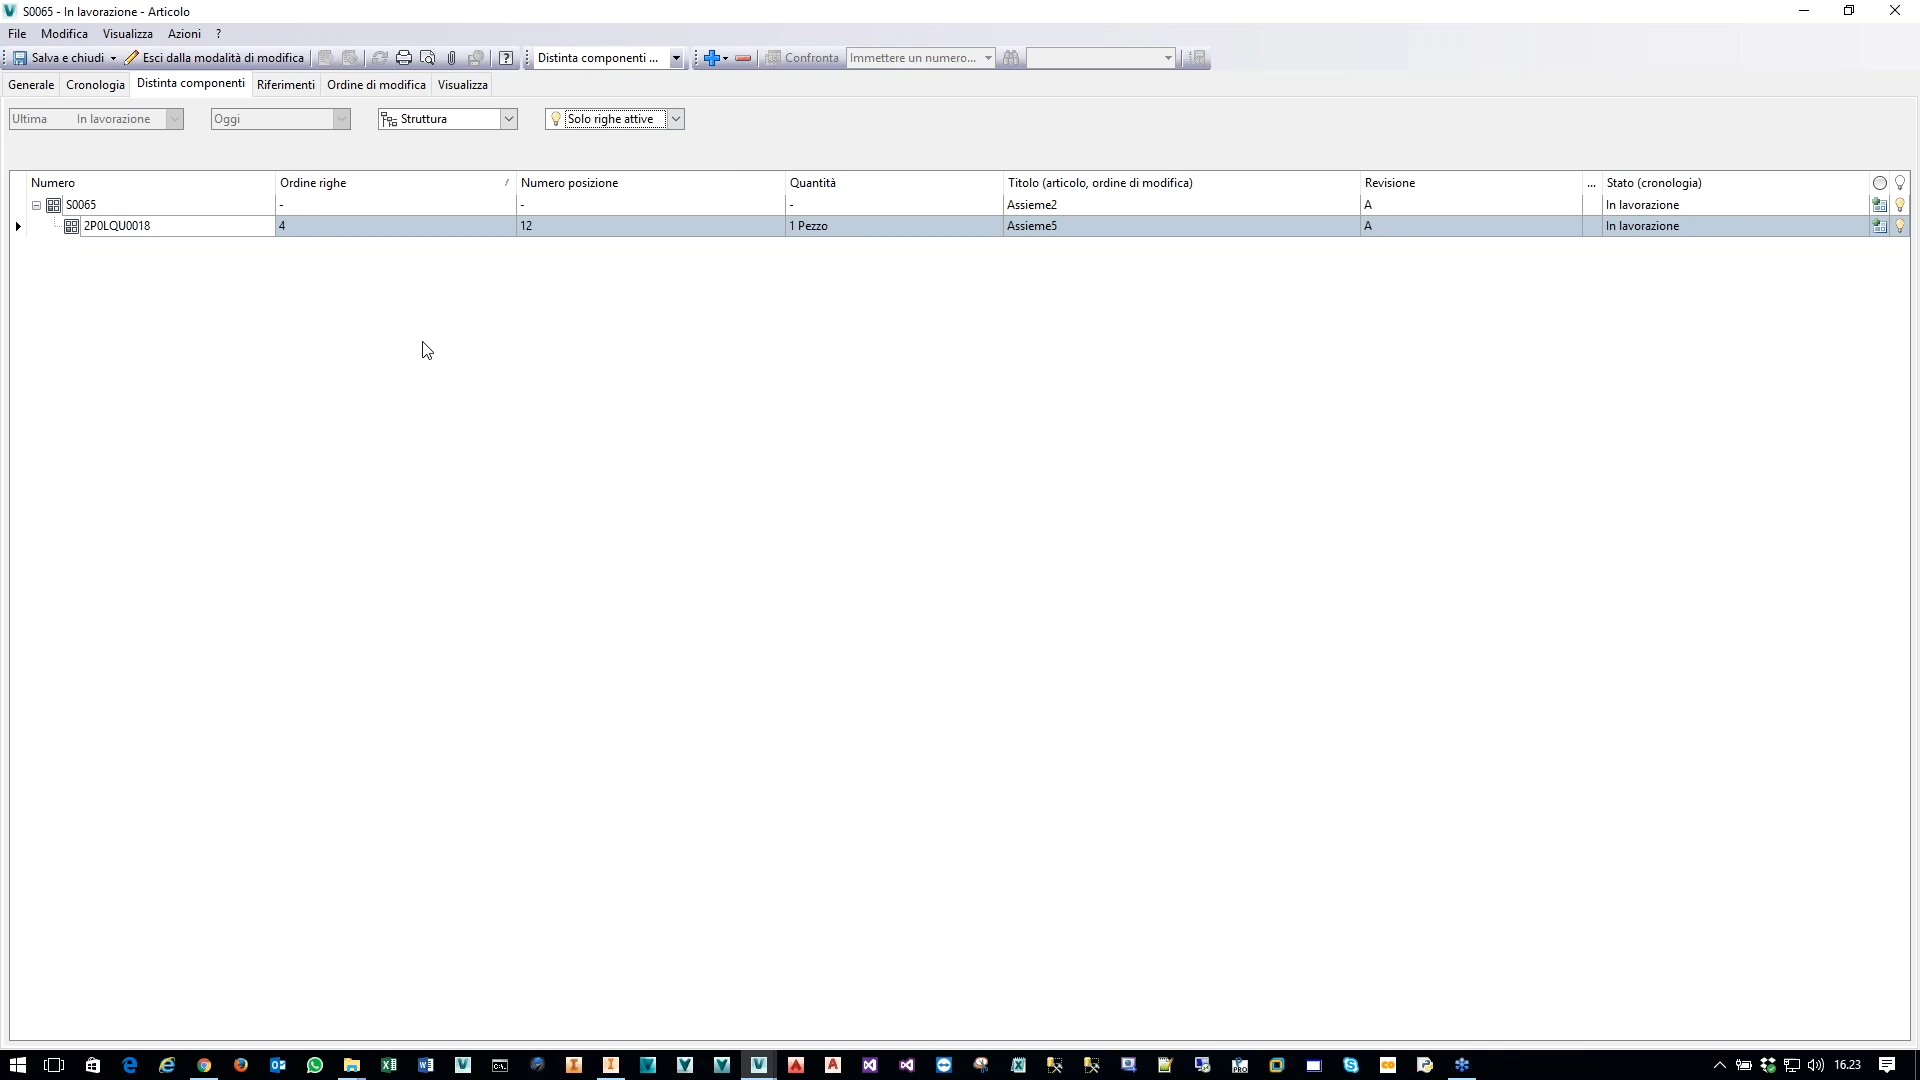 S0065 - In lavorazione - Articolo
File Modifica Visualizza Azioni ?
Salva e chiudi Esci dalla modalità di modifica Distinta componenti ... Confronta Immettere un numero...
Generale Cronologia Distinta componenti Riferimenti Ordine di modifica Visualizza
Ultima In lavorazione Oggi Struttura Solo righe attive
Numero Ordine righe Numero posizione Quantità Titolo (articolo, ordine di modifica) Revisione ... Stato (cronologia)
S0065 - - - Assieme2 A In lavorazione
2P0LQU0018 4 12 1 Pezzo Assieme5 A In lavorazione
16.23